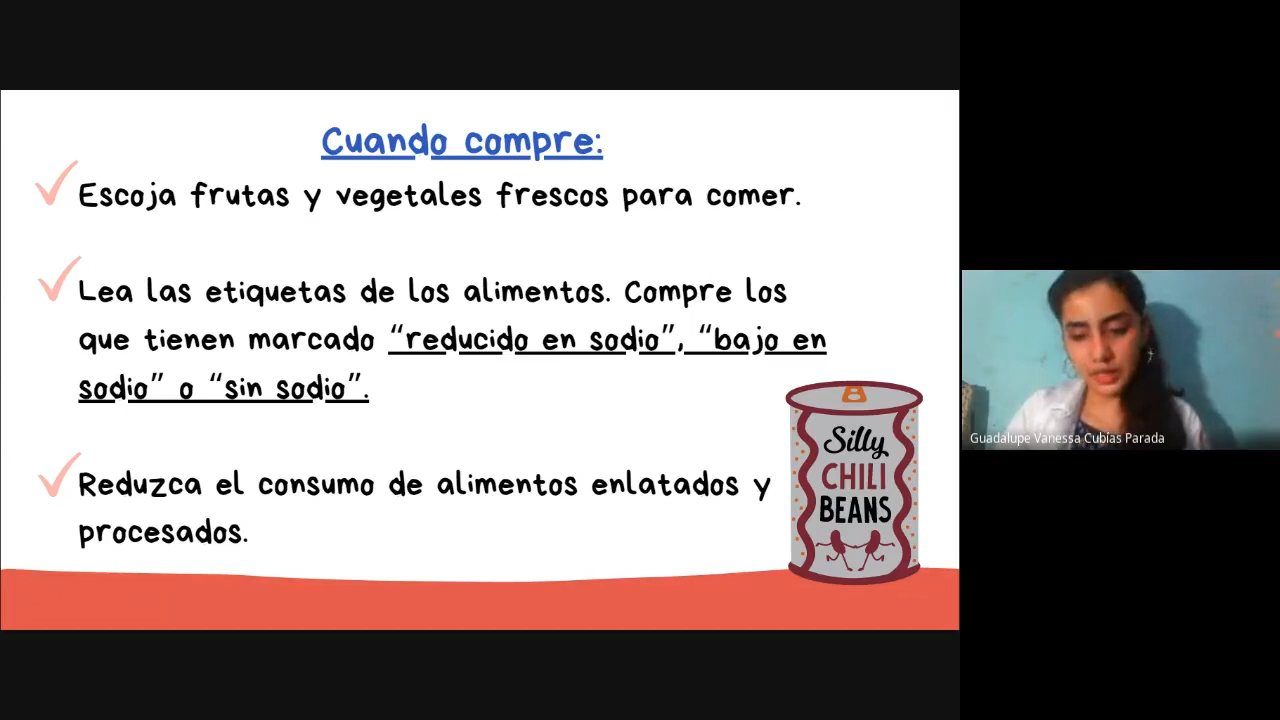 Cuando compre:
Escoja frutas y vegetales frescos para comer.
Lea las etiquetas de los alimentos. Compre los
que tienen marcado “reducido en sodio”, “bajo en
sodio” o “sin sodio”.
Reduzca el consumo de alimentos enlatados y
procesados.
Silly
CHILI
BEANS
Guadalupe Vanessa Cubías Parada